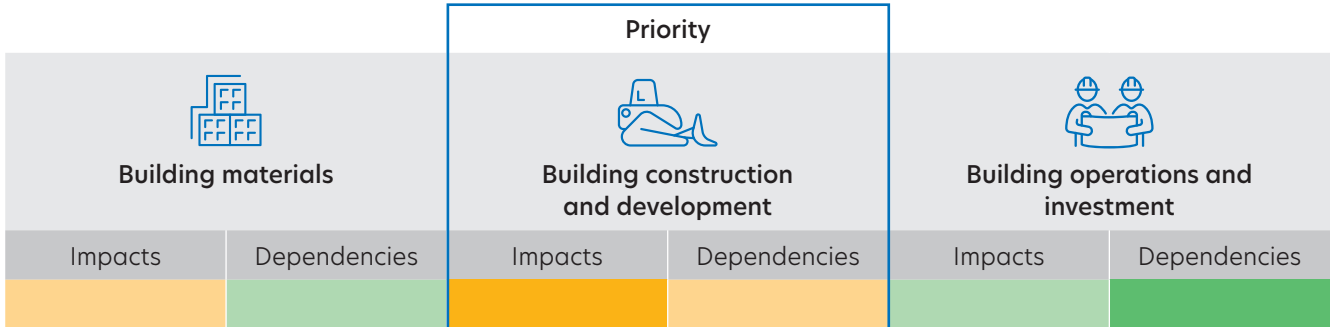 Priority
L
Building materials
Building construction
and development
Building operations and
investment
Impacts
Dependencies
Impacts
Dependencies
Impacts
Dependencies